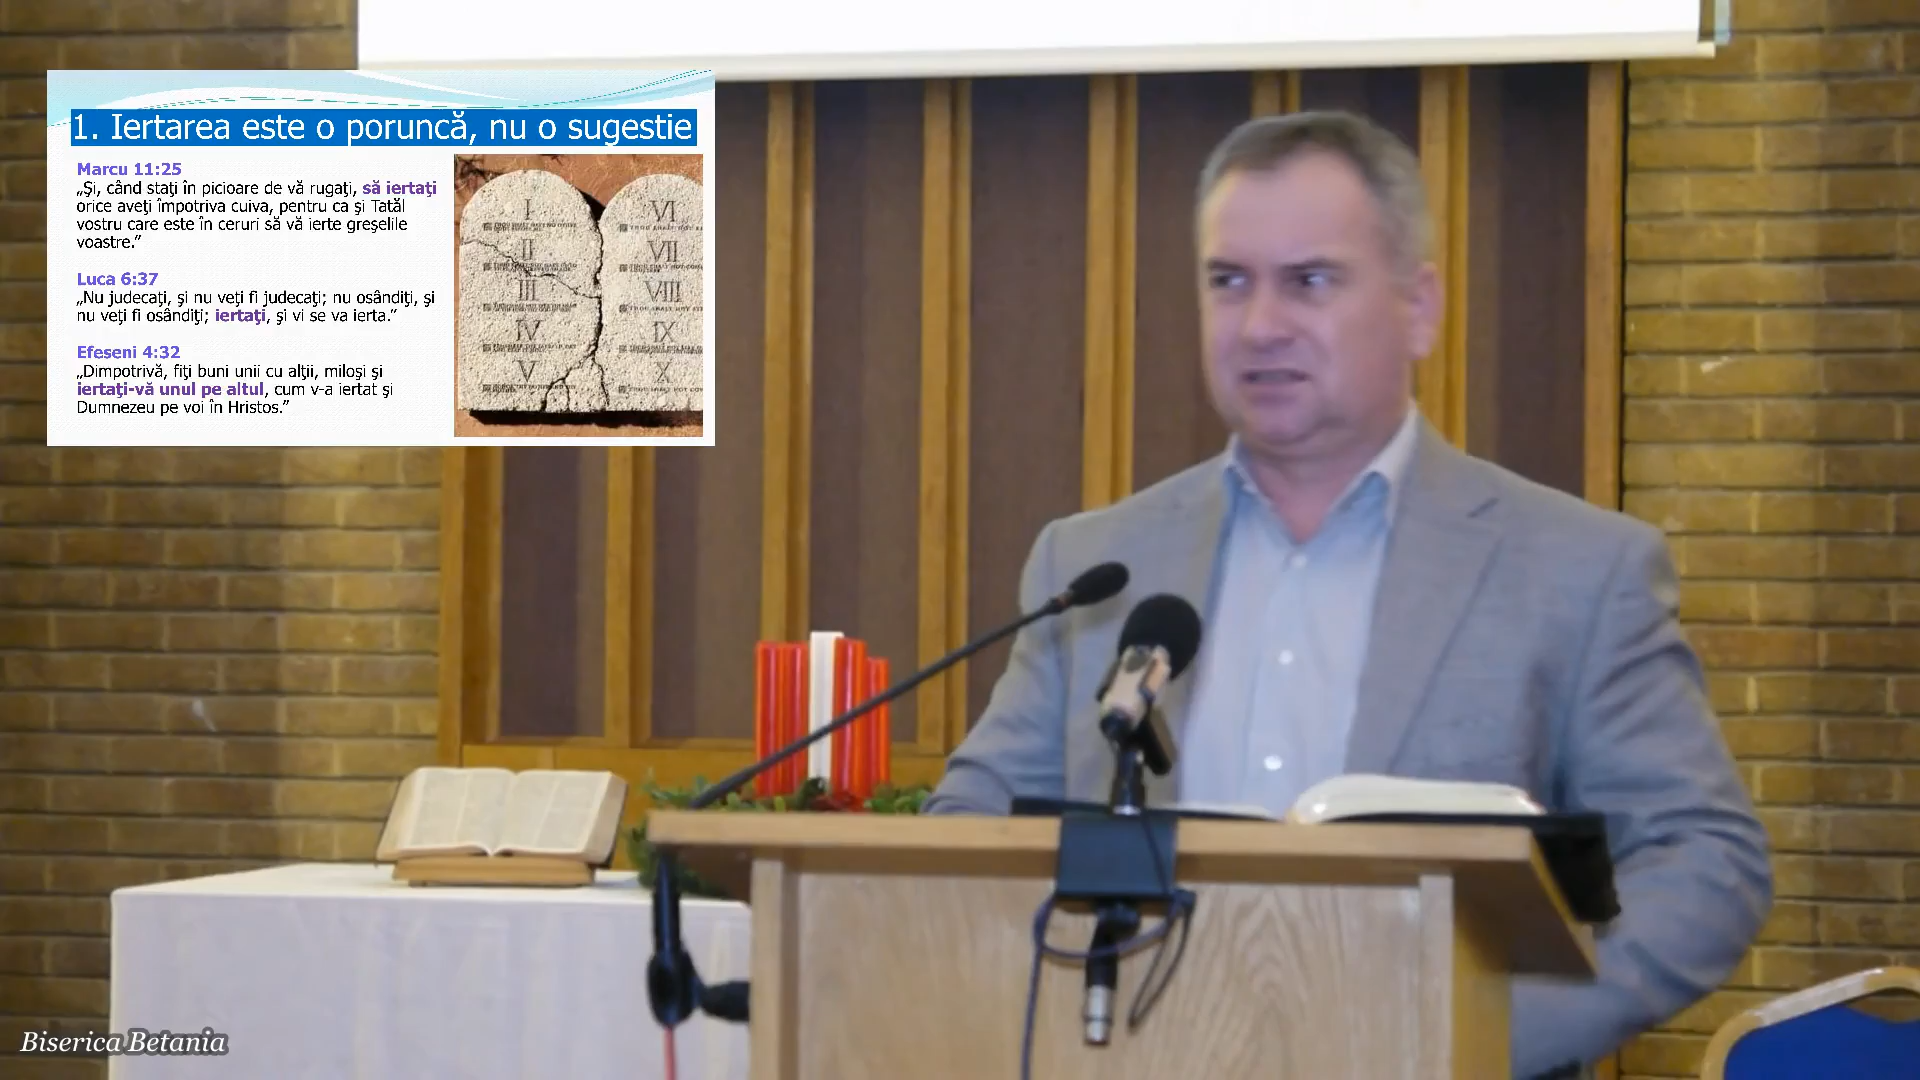 1. Iertarea este o poruncă, nu o sugestie
Marcu 11:25
„Şi, când staţi în picioare de vă rugaţi, să iertaţi
orice aveţi împotriva cuiva, pentru ca şi Tatăl
vostru care este în ceruri să vă ierte greşelile
voastre.”
Luca 6:37
„Nu judecaţi, şi nu veţi fi judecaţi; nu osândiţi, şi
nu veţi fi osândiţi; iertaţi, şi vi se va ierta.”
Efeseni 4:32
„Dimpotrivă, fiţi buni unii cu alţii, miloşi şi
iertaţi-vă unul pe altul, cum v-a iertat şi
Dumnezeu pe voi în Hristos.”
I
II
III
IV
V
VI
VII
VIII
IX
X
Biserica Betania